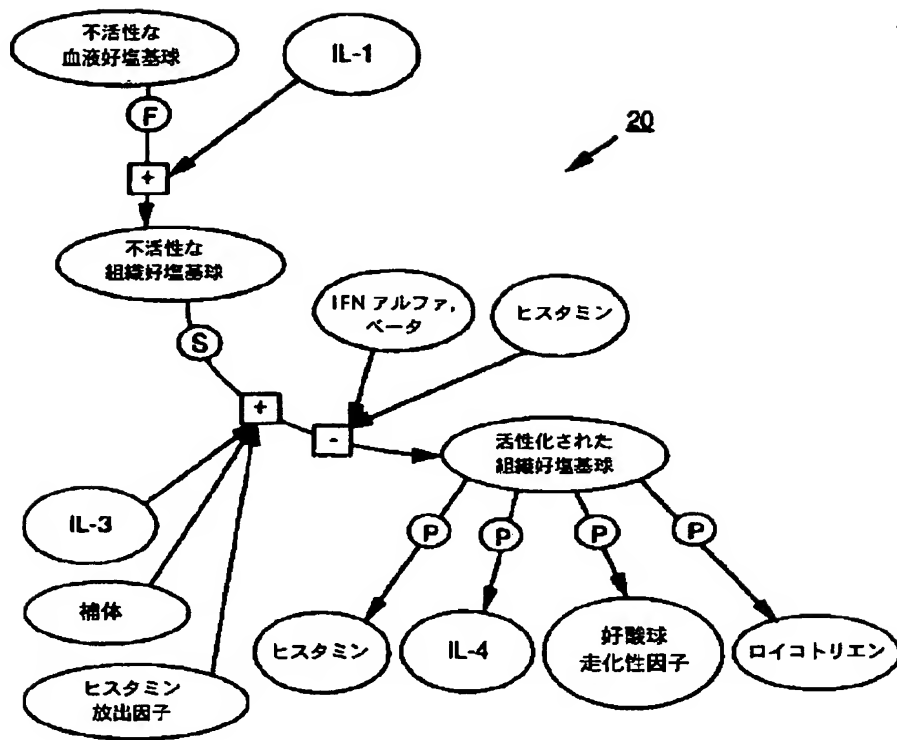 不活性な
血液好塩基球
IL-1
F
20
+
不活性な
組織好塩基球
IFN アルファ,
ベータ
ヒスタミン
S
+
-
活性化された
組織好塩基球
IL-3
P
P
P
P
補体
ヒスタミン
IL-4
好酸球
走化性因子
ロイコトリエン
ヒスタミン
放出因子